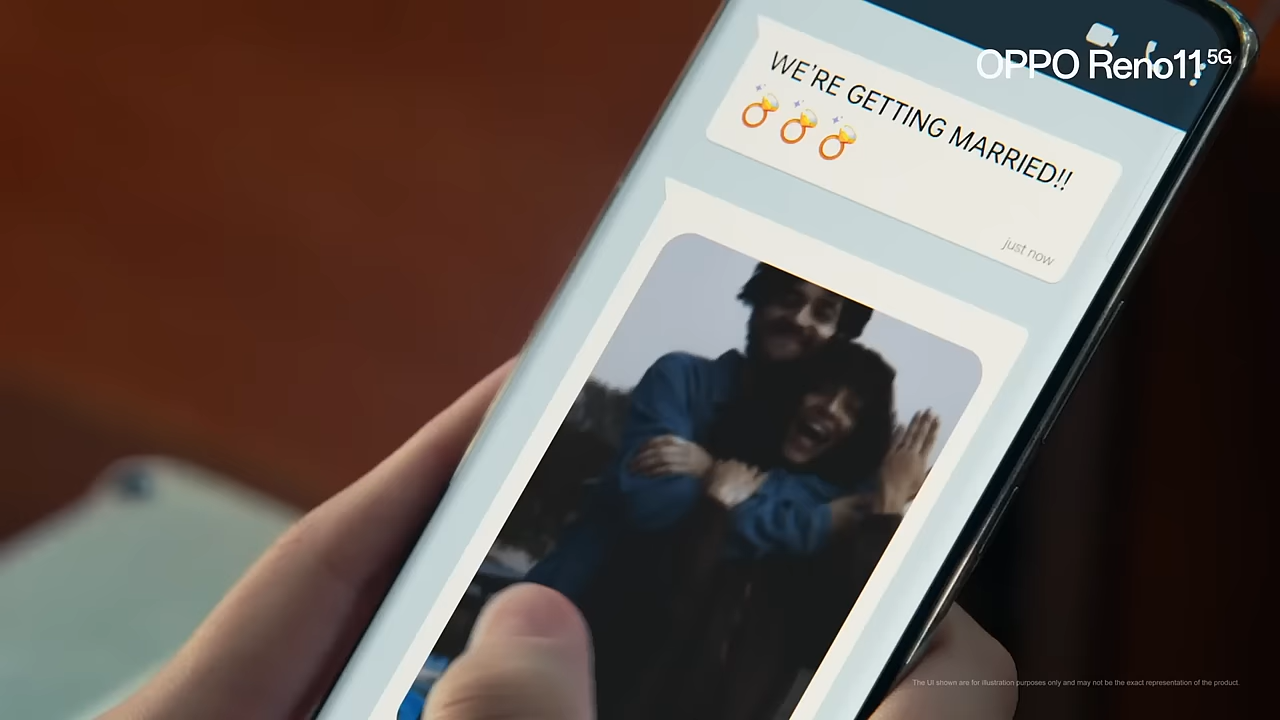 OPPO Reno11 5G
WE'RE GETTING MARRIED!!
just now
The UI shown are for illustration purposes only and may not be the exact representation of the product.